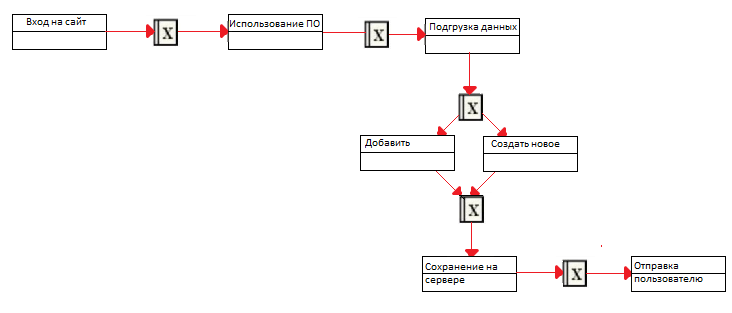 Вход на сайт
X
Использование ПО
X
Подгрузка данных
X
Добавить
Создать новое
X
Сохранение на
сервере
X
Отправка
пользователю